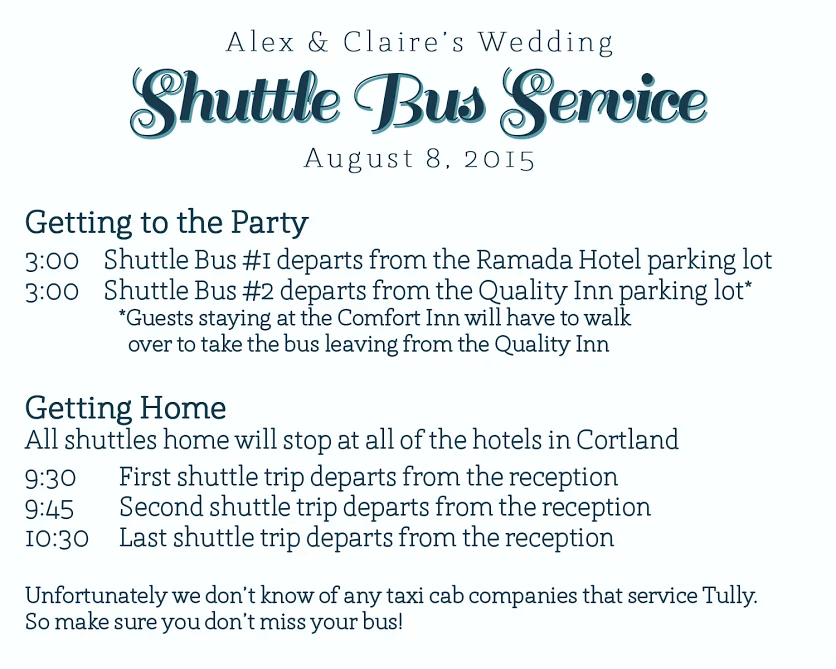 Alex & Claire's Wedding
Shuttle Bus Service
August 8, 2015
Getting to the Party
3:00 Shuttle Bus #1 departs from the Ramada Hotel parking lot
3:00 Shuttle Bus #2 departs from the Quality Inn parking lot*
*Guests staying at the Comfort Inn will have to walk
over to take the bus leaving from the Quality Inn
Getting Home
All shuttles home will stop at all of the hotels in Cortland
9:30 First shuttle trip departs from the reception
9:45 Second shuttle trip departs from the reception
10:30 Last shuttle trip departs from the reception
Unfortunately we don't know of any taxi cab companies that service Tully.
So make sure you don't miss your bus!